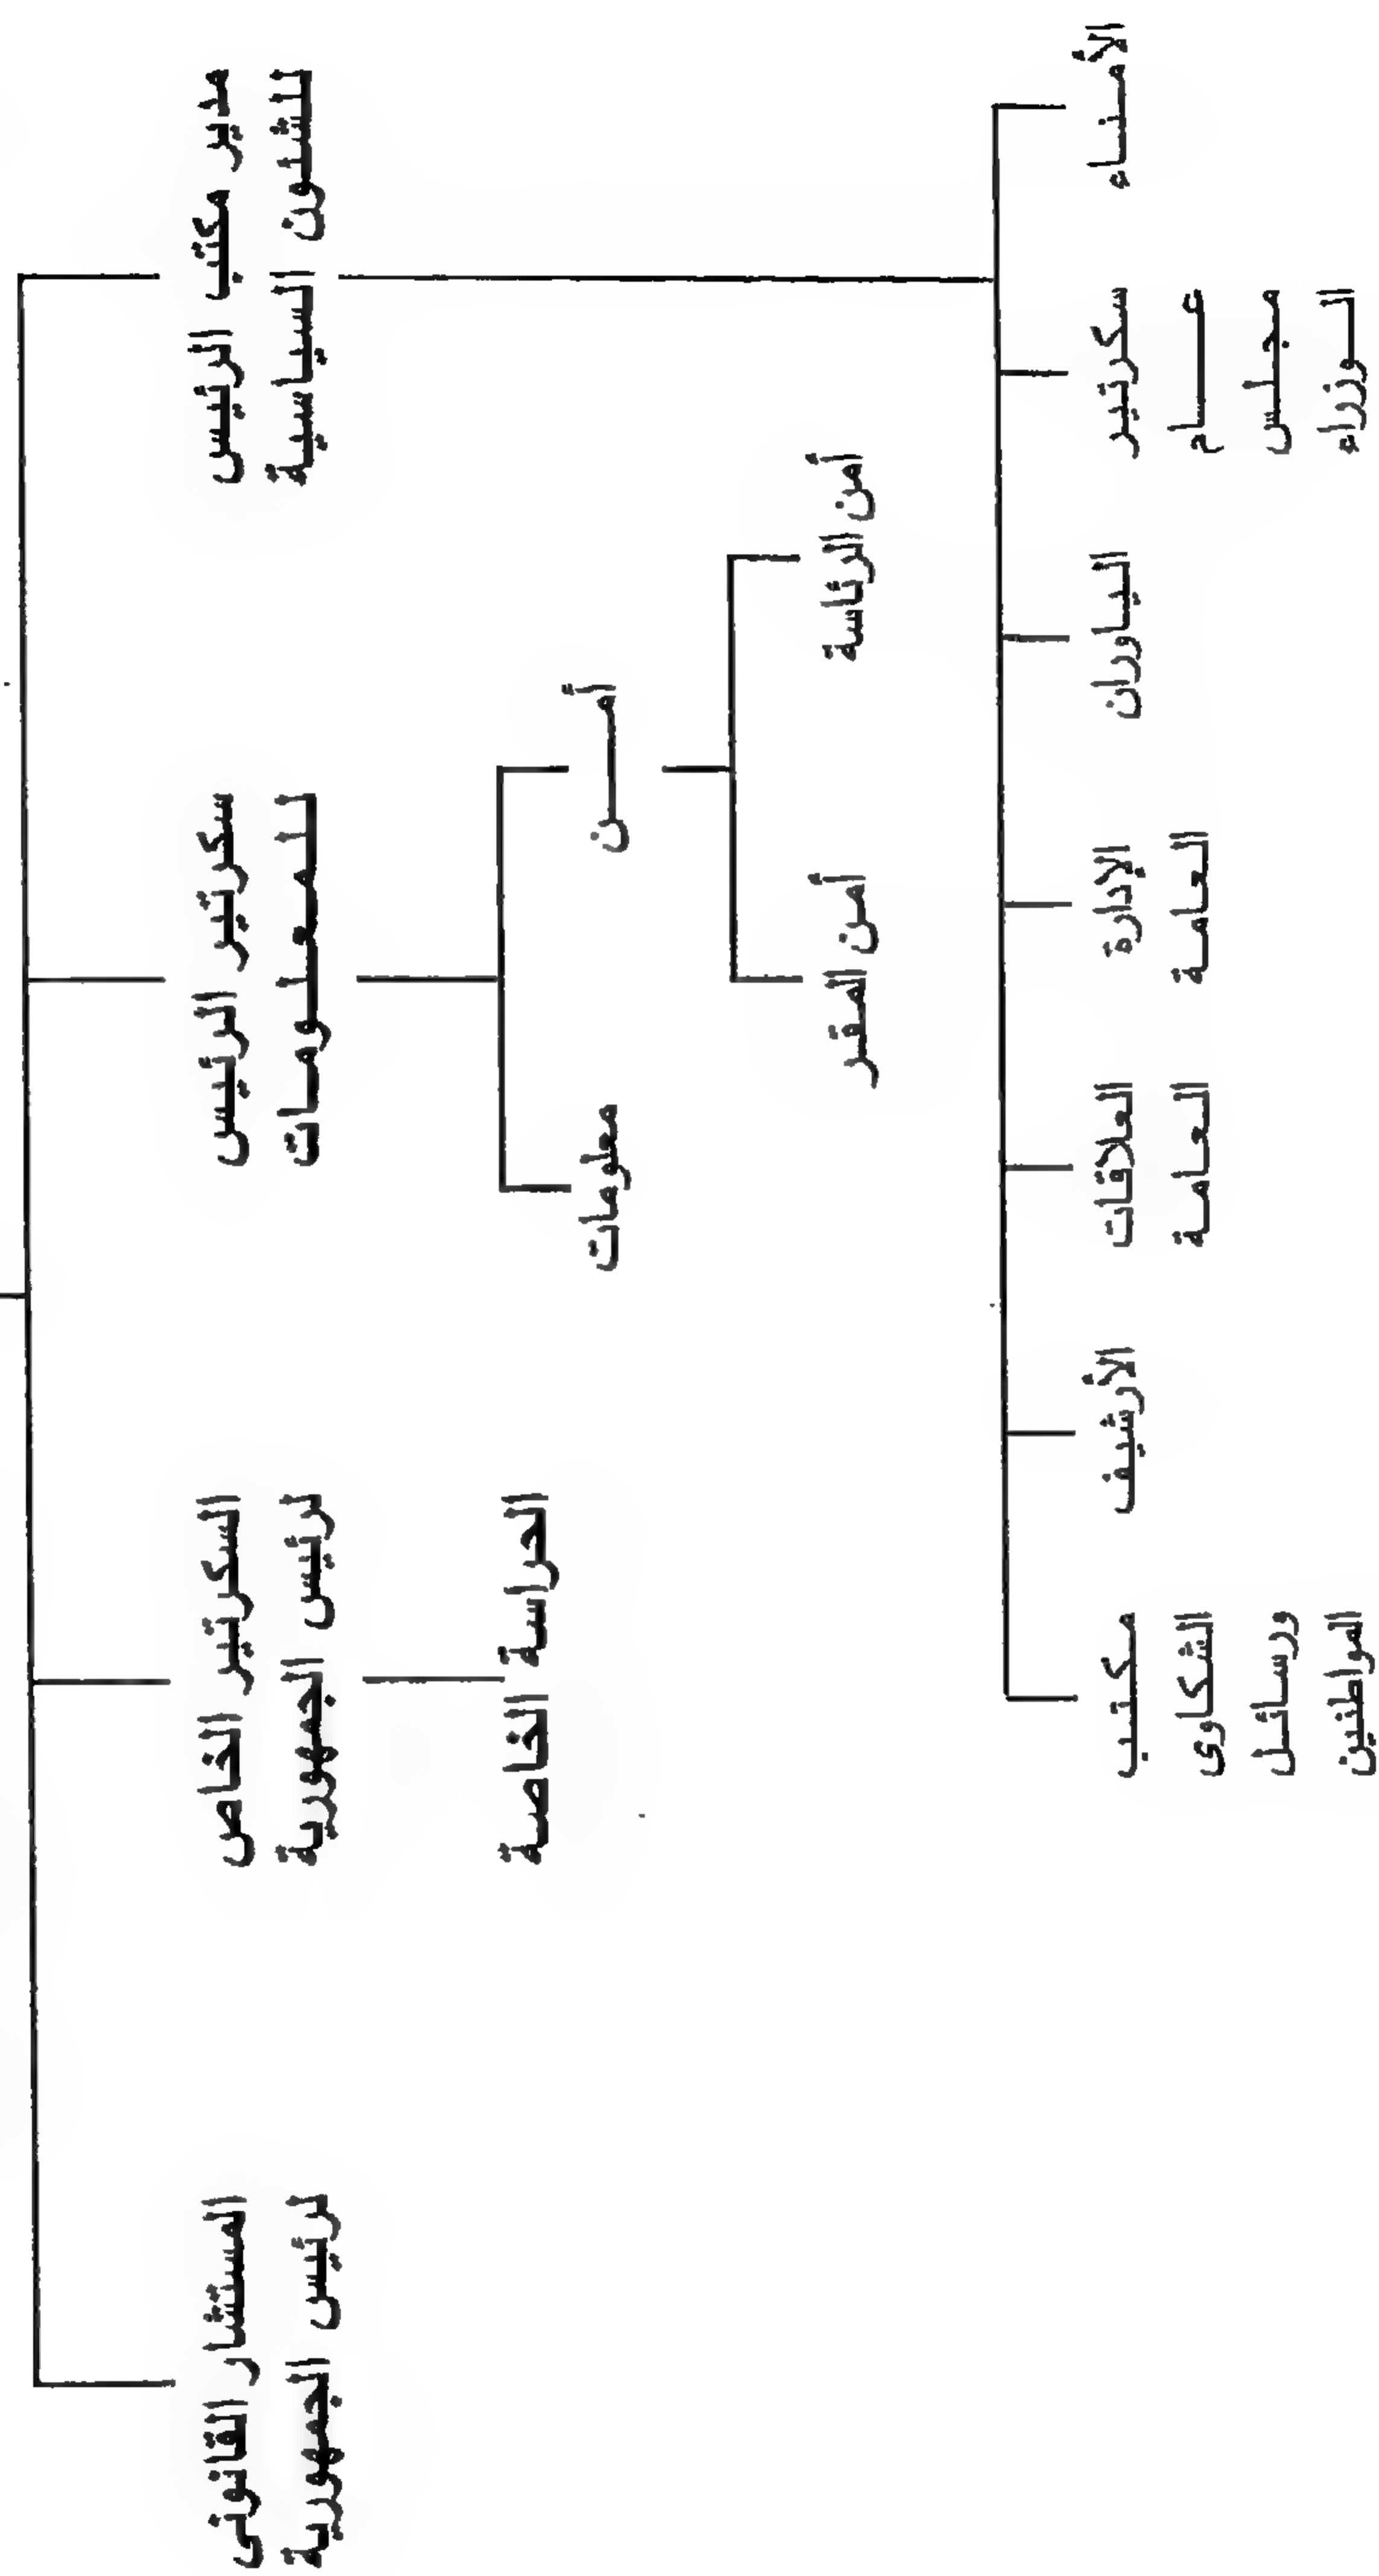 مدير مكتب الرئيس
للشئون السياسية
سكرتير الرئيس
للمعلومات
السكرتير الخاص
لرئيس الجمهورية
المستشار القانونى
لرئيس الجمهورية
الحراسة الخاصة
أمن
معلومات
أمن الرئاسة
أمن المقر
الأمناء
سكرتير
عام
مجلس
الوزراء
الياوران
الإدارة
العامة
العلاقات
العامة
الأرشيف
مكتب
الشكاوى
ورسائل
المواطنين